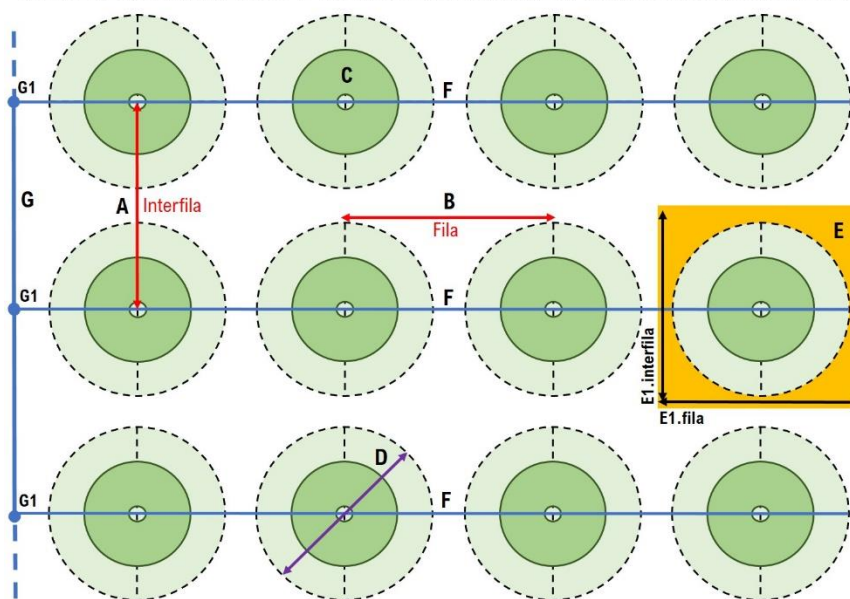 G1
C
F
G
A
Interfila
B
Fila
E
G1
F
E1.interfila
E1.fila
D
G1
F